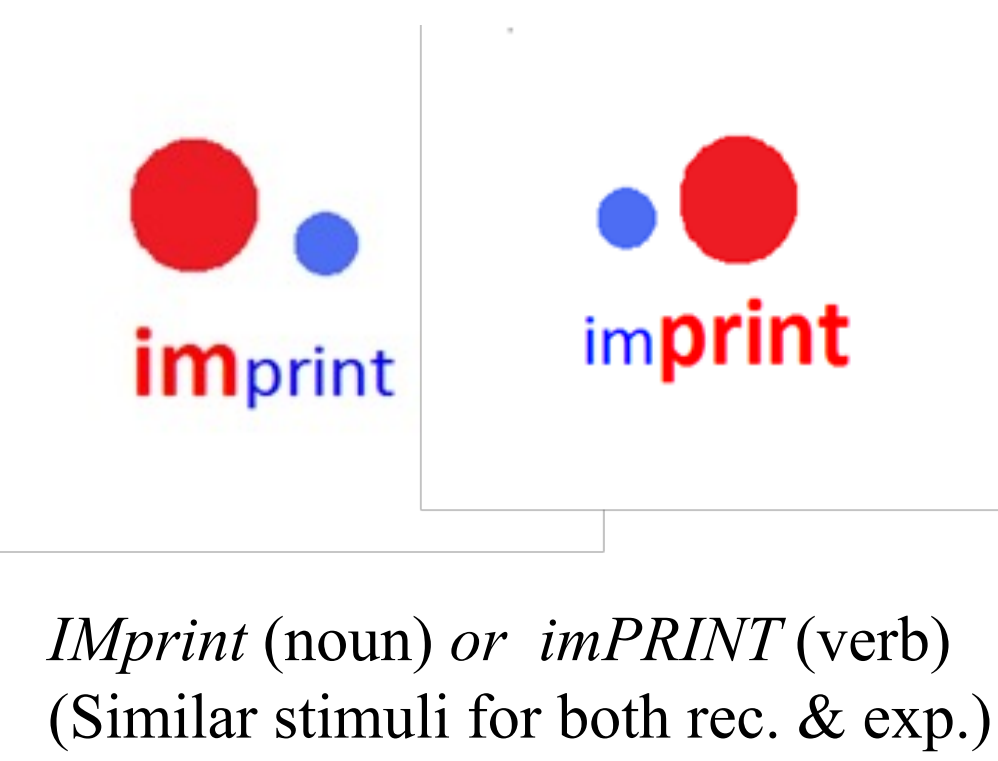 imprint
imprint
IMprint (noun) or imPRINT (verb)
(Similar stimuli for both rec. & exp.)